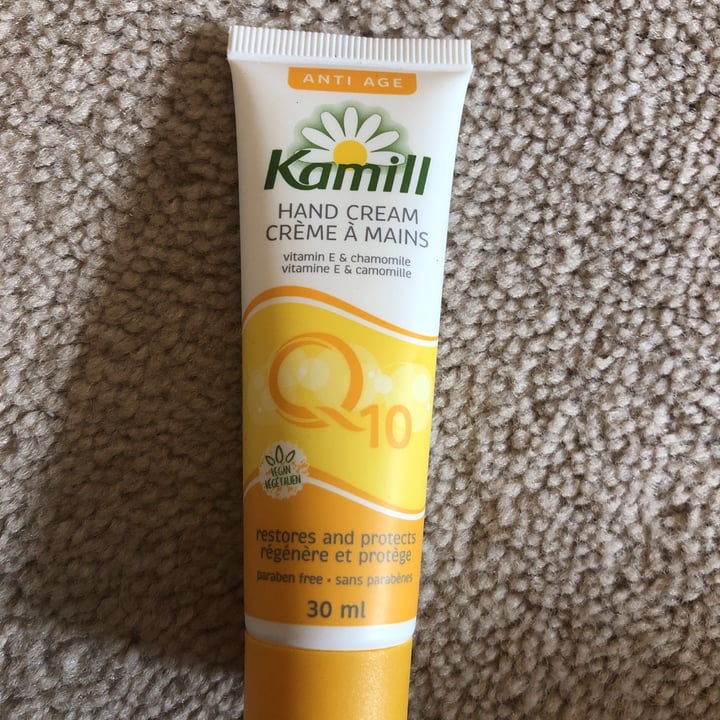 ANTI AGE
Kamill
HAND CREAM
CRÈME À MAINS
vitamin E & chamomile
vitamine E & camomille
Q10
VEGAN
VÉGÉTALIEN
restores and protects
régénère et protège
paraben free • sans parabènes
30 ml